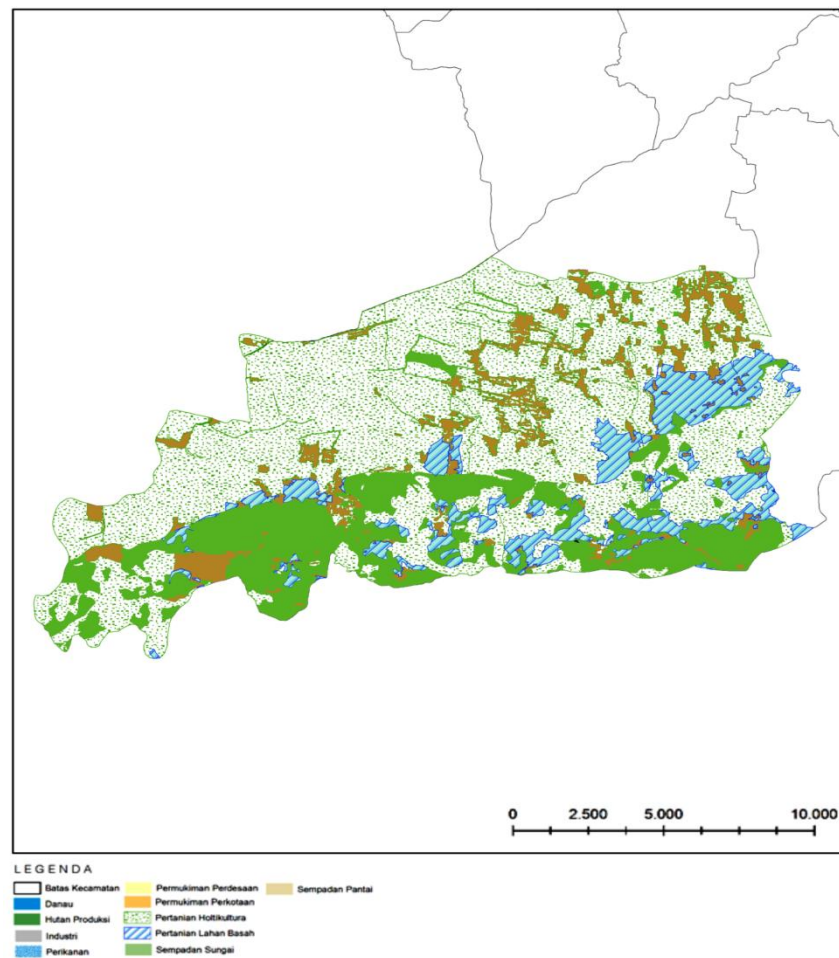 0 2.500 5.000 10.000
LEGENDA
Batas Kecamatan
Danau
Hutan Produksi
Industri
Perikanan
Permukiman Perdesaan
Permukiman Perkotaan
Pertanian Holtikultura
Pertanian Lahan Basah
Sempadan Sungai
Sempadan Pantai